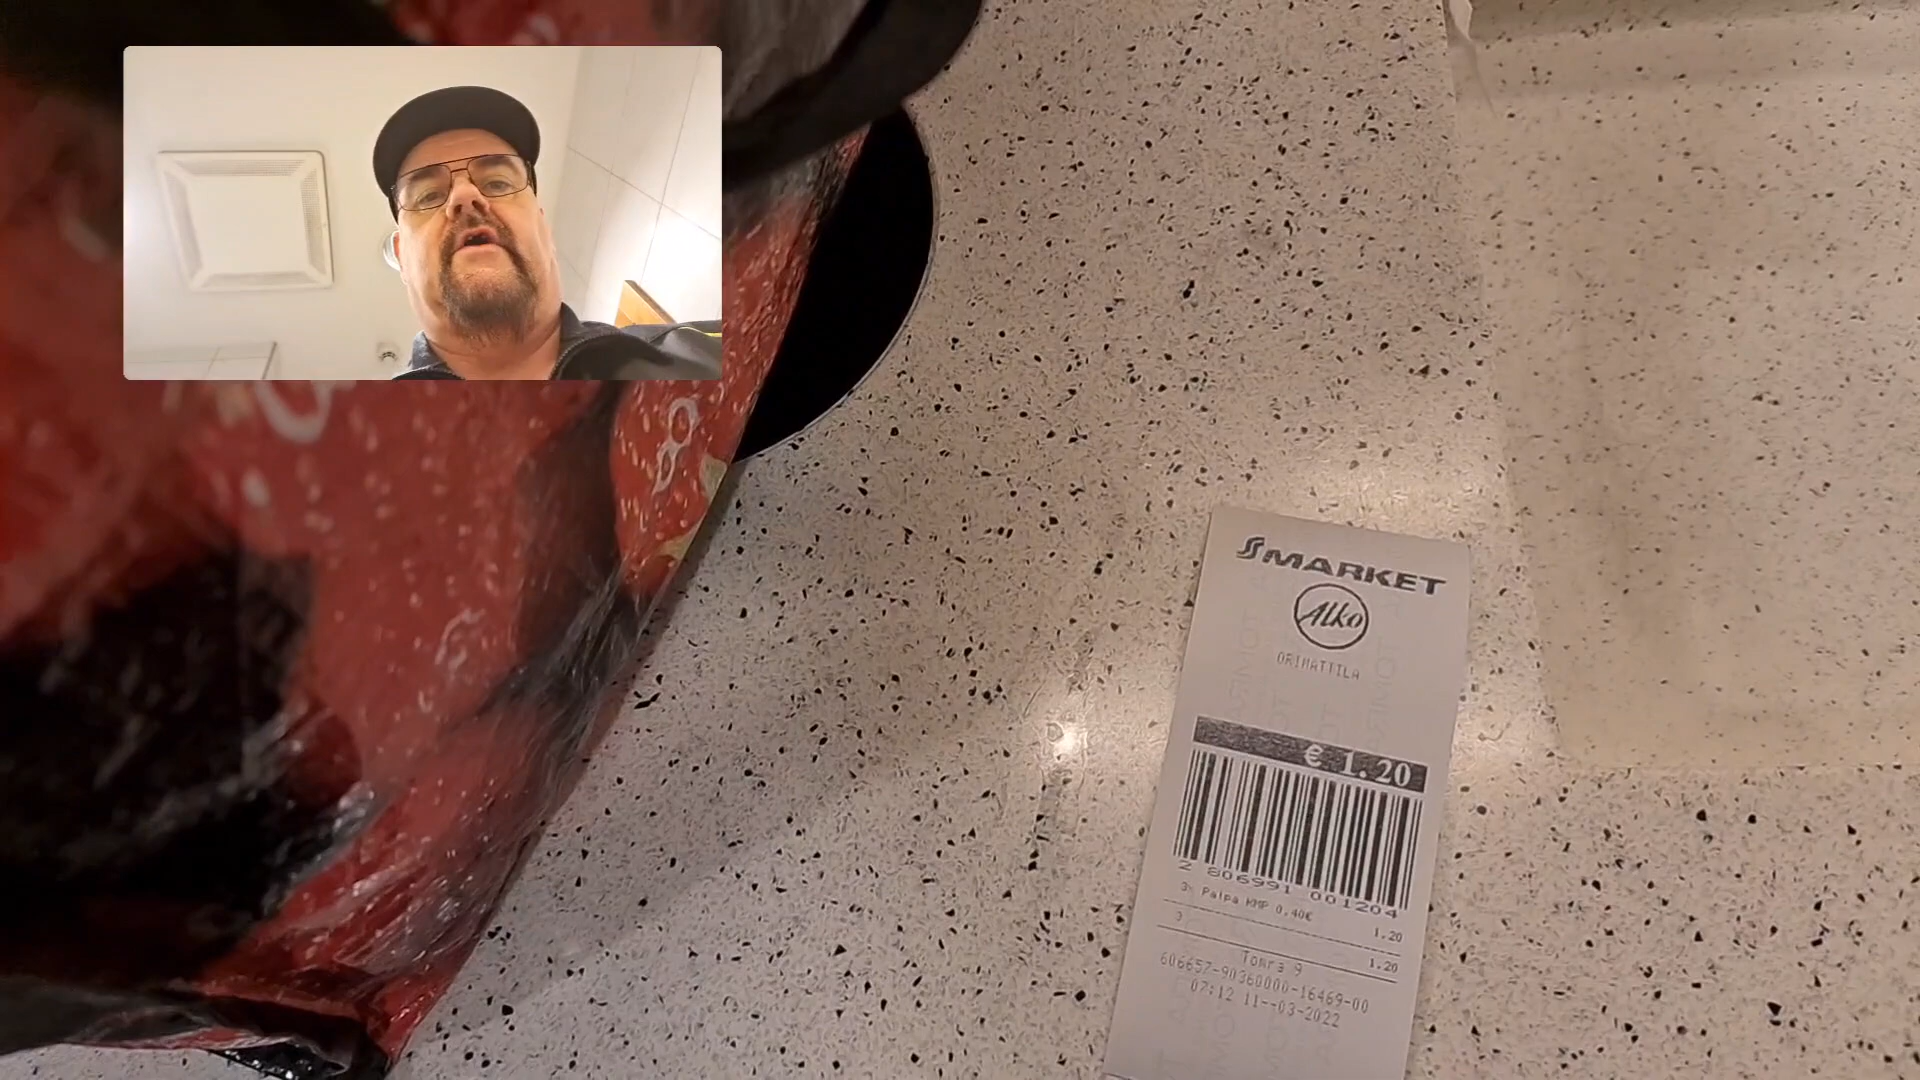 S MARKET
Alko
ORIMATTILA
€ 1.20
2 806991 001204
3 Palpa KMP 0,40€ 1.20
3 1.20
Tomra 9
606657-90360000-16469-00
07:12 11--03-2022